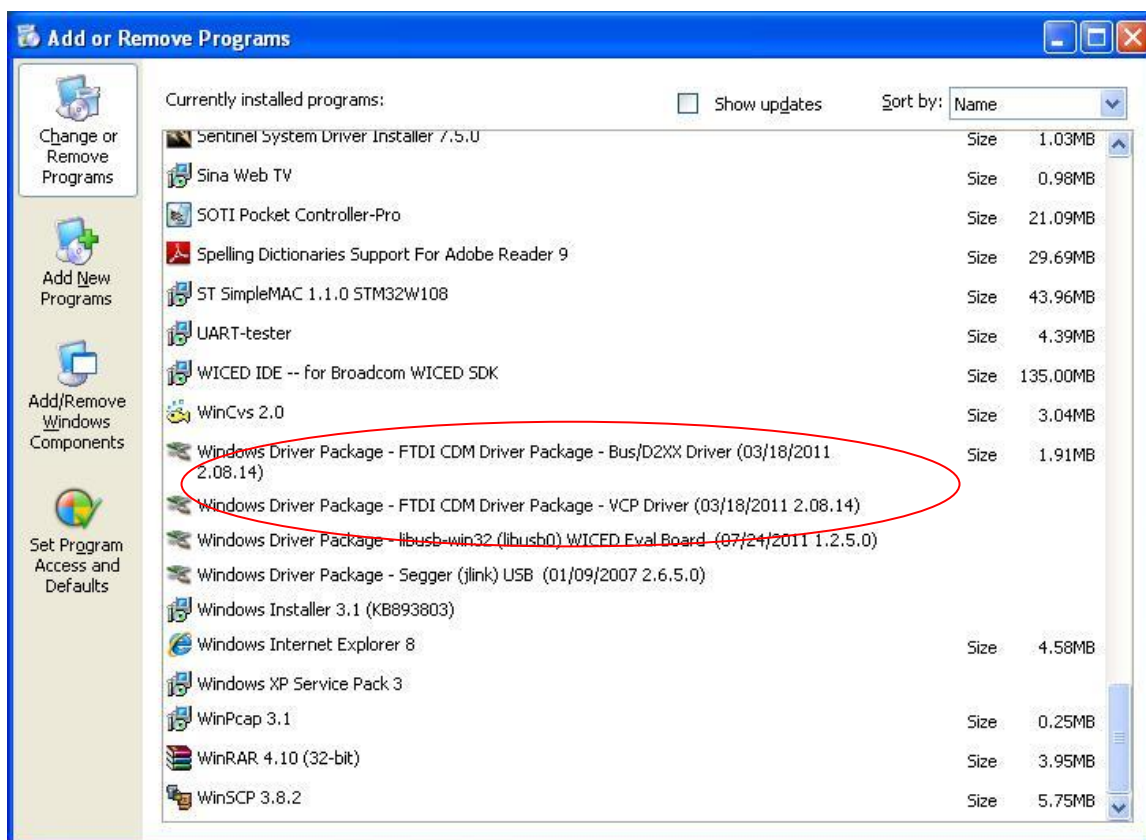 Add or Remove Programs
Change or
Remove
Programs
Add New
Programs
Add/Remove
Windows
Components
Set Program
Access and
Defaults
Currently installed programs:
Show updates
Sort by: Name
Sentinel System Driver Installer 7.5.0 Size 1.03MB
Sina Web TV Size 0.98MB
SOTI Pocket Controller-Pro Size 21.09MB
Spelling Dictionaries Support For Adobe Reader 9 Size 29.69MB
ST SimpleMAC 1.1.0 STM32W108 Size 43.96MB
UART-tester Size 4.39MB
WICED IDE -- for Broadcom WICED SDK Size 135.00MB
WinCvs 2.0 Size 3.04MB
Windows Driver Package - FTDI CDM Driver Package - Bus/D2XX Driver (03/18/2011 Size 1.91MB
2.08.14)
Windows Driver Package - FTDI CDM Driver Package - VCP Driver (03/18/2011 2.08.14)
Windows Driver Package - libusb-win32 (libusb0) WICED Eval Board (07/24/2011 1.2.5.0)
Windows Driver Package - Segger (jlink) USB (01/09/2007 2.6.5.0)
Windows Installer 3.1 (KB893803)
Windows Internet Explorer 8 Size 4.58MB
Windows XP Service Pack 3
WinPcap 3.1 Size 0.25MB
WinRAR 4.10 (32-bit) Size 3.95MB
WinSCP 3.8.2 Size 5.75MB